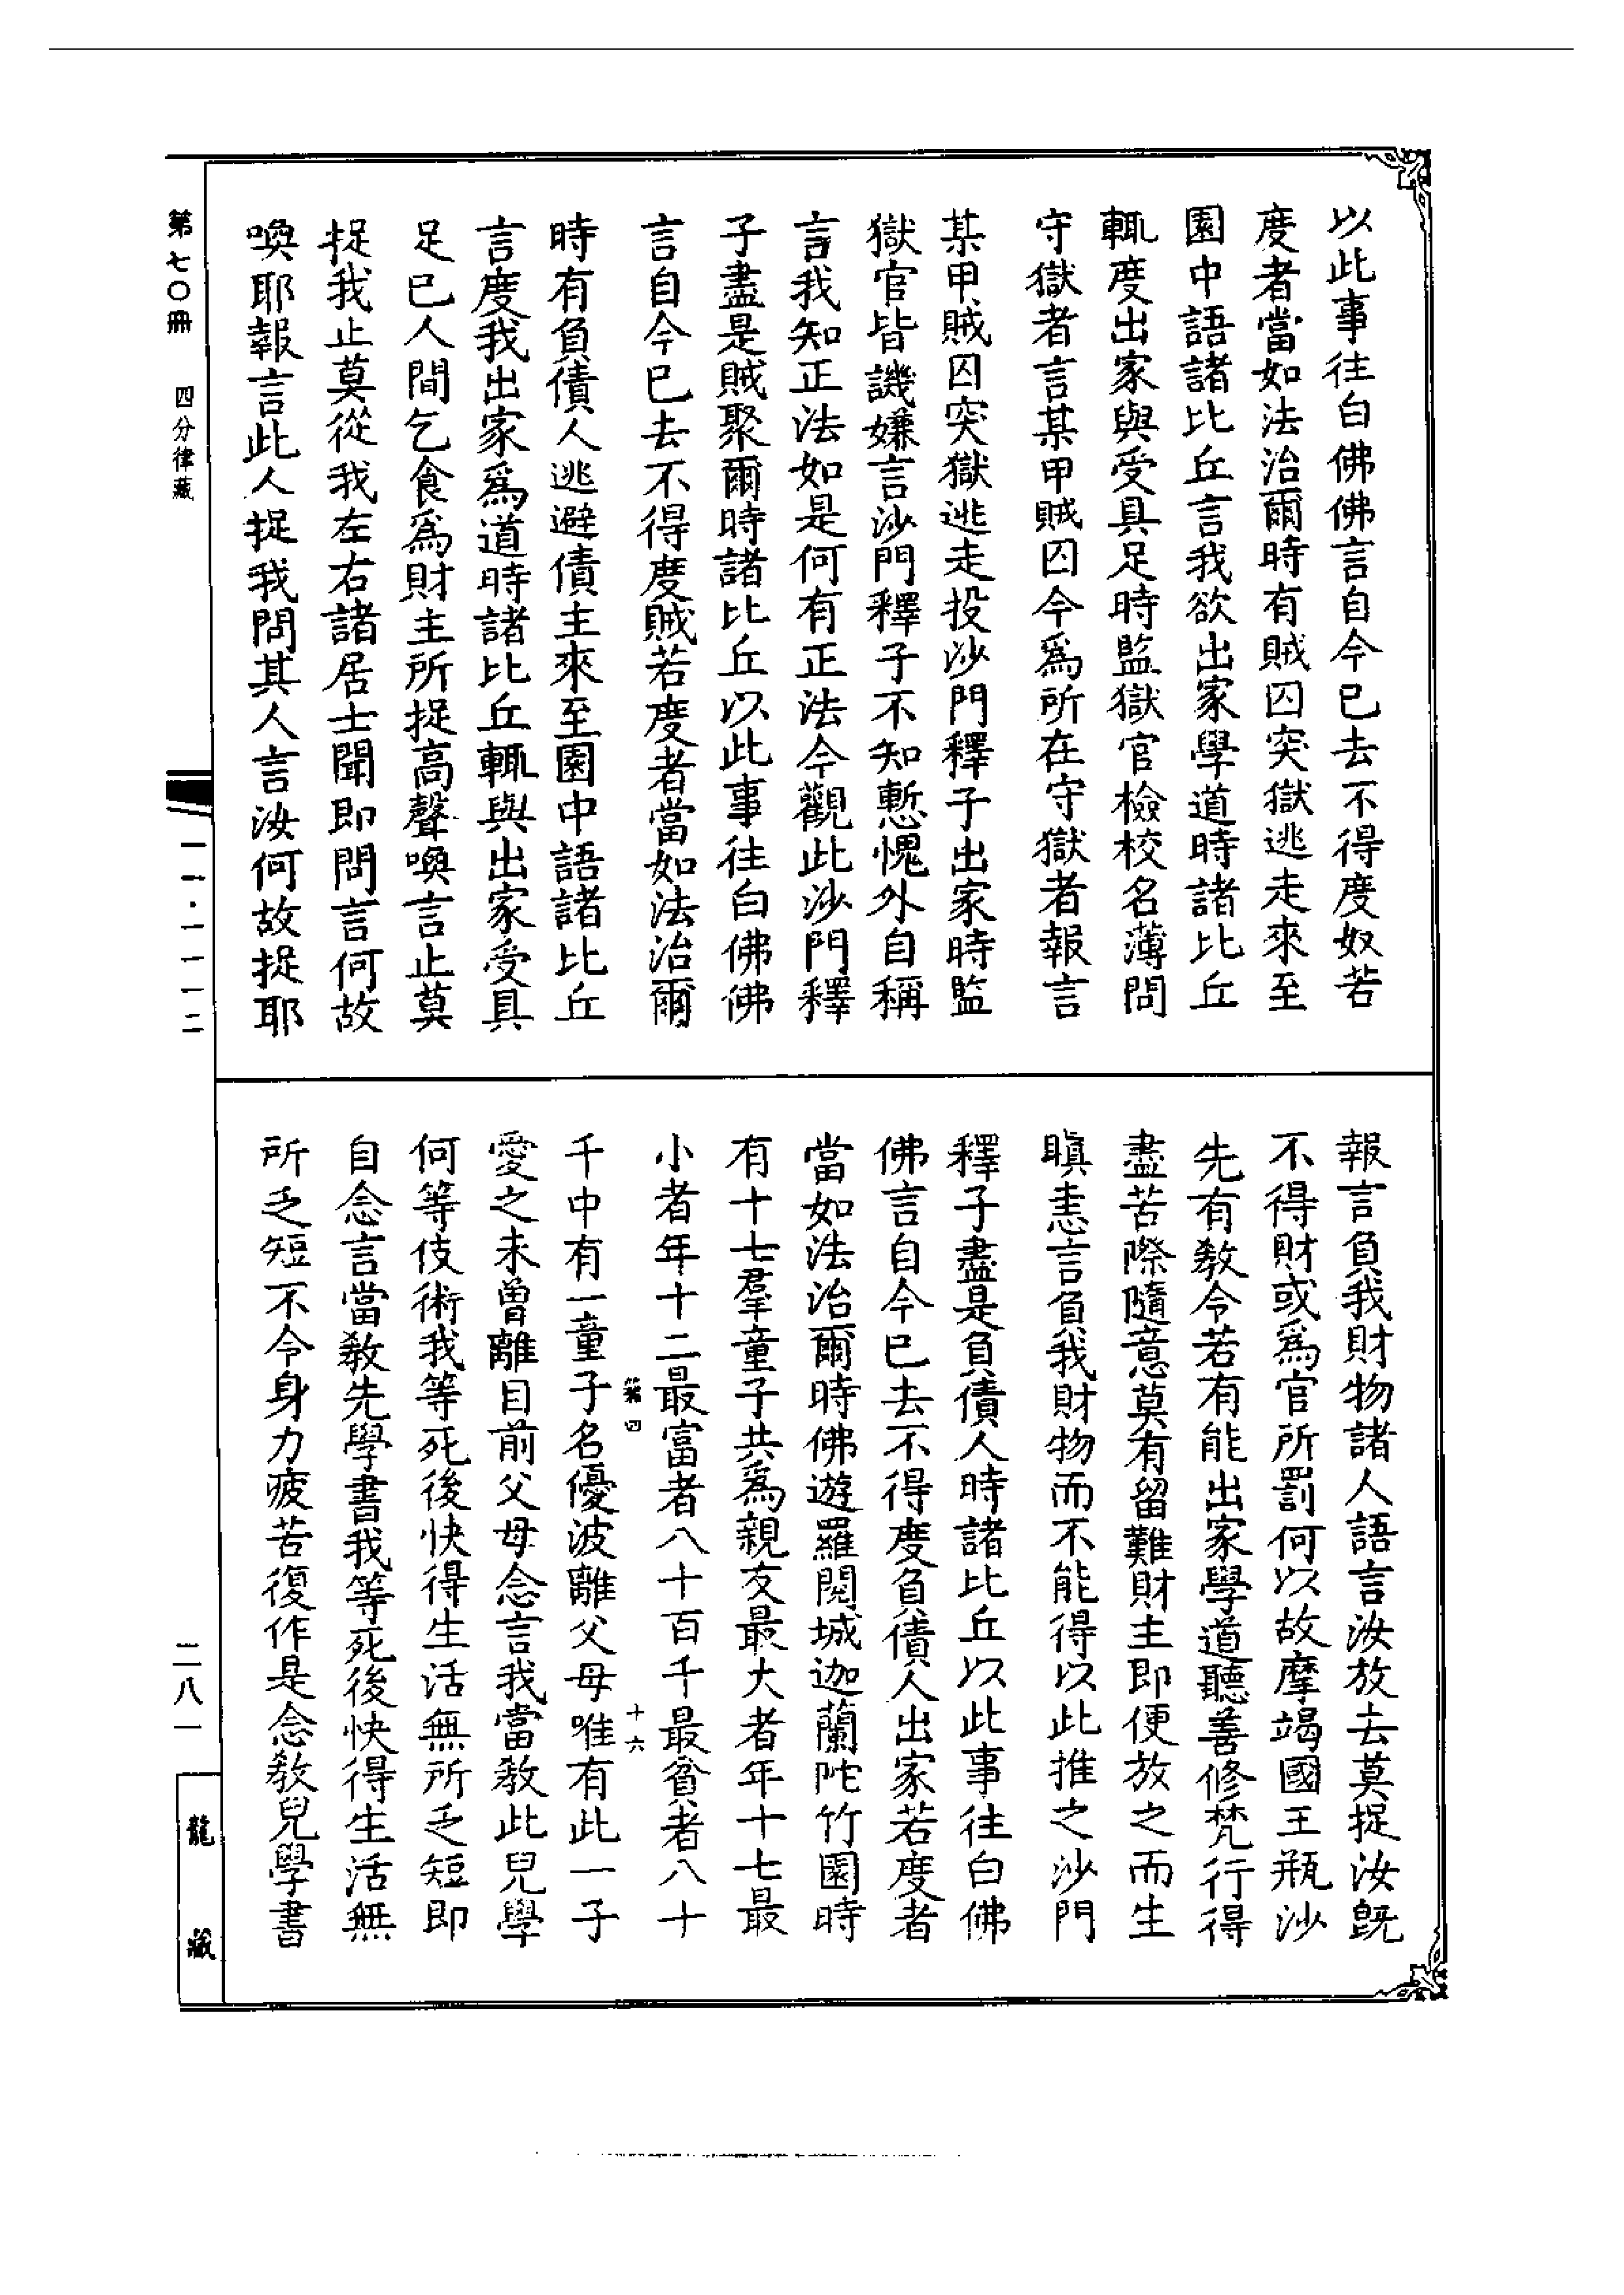 以此事往白佛佛言自今已去不得度奴若
度者當如法治爾時有賊囚突獄逃走來至
園中語諸比丘言我欲出家學道時諸比丘
輒度出家與受具足時監獄官檢校名薄問
守獄者言某甲賊囚今為所在守獄者報言
某甲賊囚突獄逃走投沙門釋子出家時監
獄官皆譏嫌言沙門釋子不知慙愧外自稱
言我知正法如是何有正法今觀此沙門釋
子盡是賊聚爾時諸比丘以此事往白佛佛
言自今已去不得度賊若度者當如法治爾
時有負債人逃避債主來至園中語諸比丘
言度我出家為道時諸比丘輒與出家受具
足已人間乞食為財主所捉高聲喚言止莫
捉我止莫從我左右諸居士聞即問言何故
喚耶報言此人捉我問其人言汝何故捉耶
第七〇冊 四分律藏 一一·一一一二
報言負我財物諸人語言汝放去莫捉汝旣
不得財或為官所罰何以故摩竭國王瓶沙
先有教令若有能出家學道聽善修梵行得
盡苦際隨意莫有留難財主即便放之而生
瞋恚言負我財物而不能得以此推之沙門
釋子盡是負債人時諸比丘以此事往白佛
佛言自今已去不得度負債人出家若度者
當如法治爾時佛遊羅閱城迦蘭陀竹園時
有十七羣童子共為親友最大者年十七最
小者年十二最富者八十百千最貧者八十
四 十六
千中有一童子名優波離父母唯有此一子
愛之未曾離目前父母念言我當教此兒學
何等伎術我等死後快得生活無所乏短即
自念言當教先學書我等死後快得生活無
所乏短不令身力疲苦復作是念教兒學書
二八一 龍藏